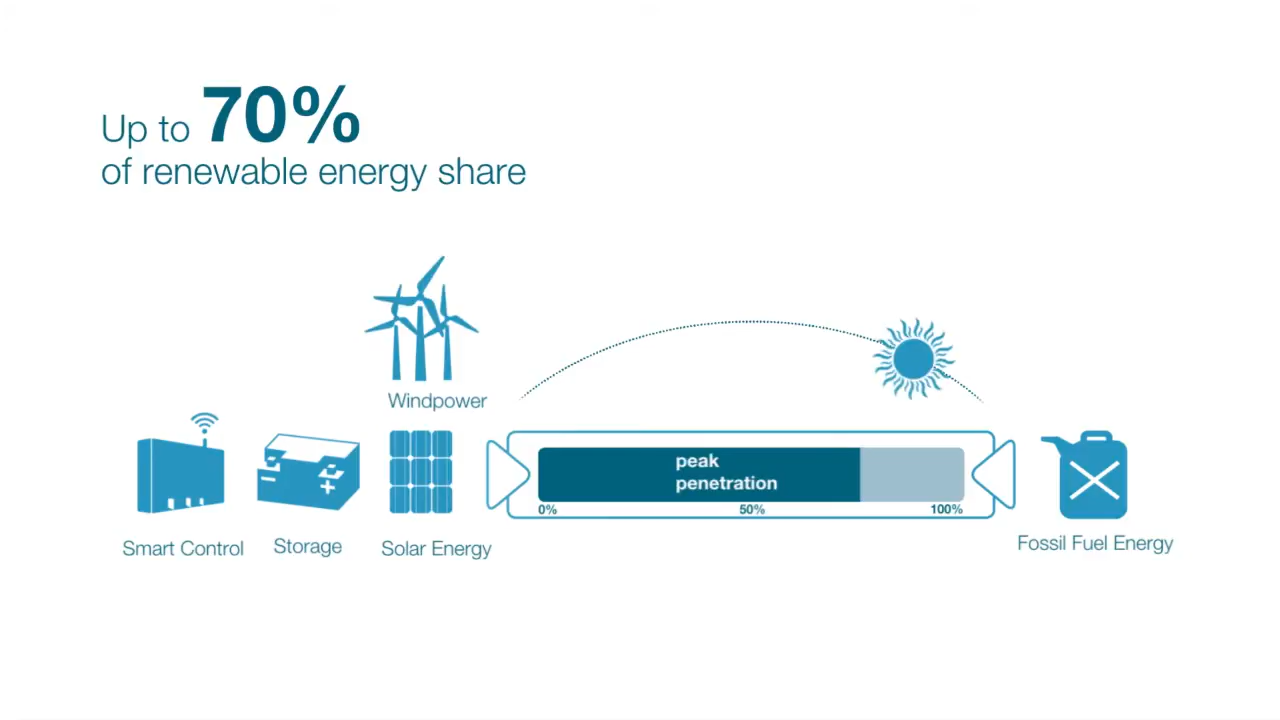 Up to 70%
of renewable energy share
Windpower
peak
penetration
0% 50% 100%
Smart Control
Storage
Solar Energy
Fossil Fuel Energy